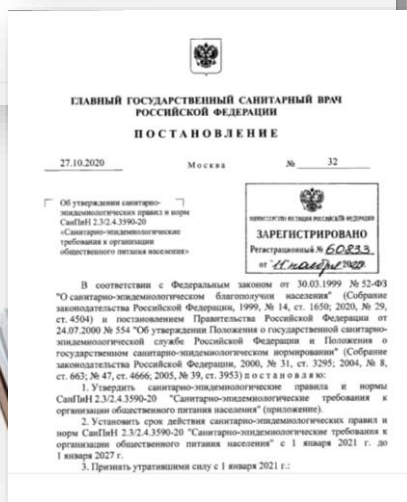 ГЛАВНЫЙ ГОСУДАРСТВЕННЫЙ САНИТАРНЫЙ ВРАЧ
РОССИЙСКОЙ ФЕДЕРАЦИИ
ПОСТАНОВЛЕНИЕ
27.10.2020 Москва № 32
Об утверждении санитарно-
эпидемиологических правил и норм
СанПиН 2.3/2.4.3590-20
«Санитарно-эпидемиологические
требования к организации
общественного питания населения»
МИНИСТЕРСТВО ЮСТИЦИИ РОССИЙСКОЙ ФЕДЕРАЦИИ
ЗАРЕГИСТРИРОВАНО
Регистрационный № 60833
от "11 ноября 2020
В соответствии с Федеральным законом от 30.03.1999 № 52-ФЗ
"О санитарно-эпидемиологическом благополучии населения" (Собрание
законодательства Российской Федерации, 1999, № 14, ст. 1650; 2020, № 29,
ст. 4504) и постановлением Правительства Российской Федерации от
24.07.2000 № 554 "Об утверждении Положения о государственной санитарно-
эпидемиологической службе Российской Федерации и Положения о
государственном санитарно-эпидемиологическом нормировании" (Собрание
законодательства Российской Федерации, 2000, № 31, ст. 3295; 2004, № 8,
ст. 663; № 47, ст. 4666; 2005, № 39, ст. 3953) п о с т а н о в л я ю:
1. Утвердить санитарно-эпидемиологические правила и нормы
СанПиН 2.3/2.4.3590-20 "Санитарно-эпидемиологические требования к
организации общественного питания населения" (приложение).
2. Установить срок действия санитарно-эпидемиологических правил и
норм СанПиН 2.3/2.4.3590-20 "Санитарно-эпидемиологические требования к
организации общественного питания населения" с 1 января 2021 г. до
1 января 2027 г.
3. Признать утратившими силу с 1 января 2021 г.: